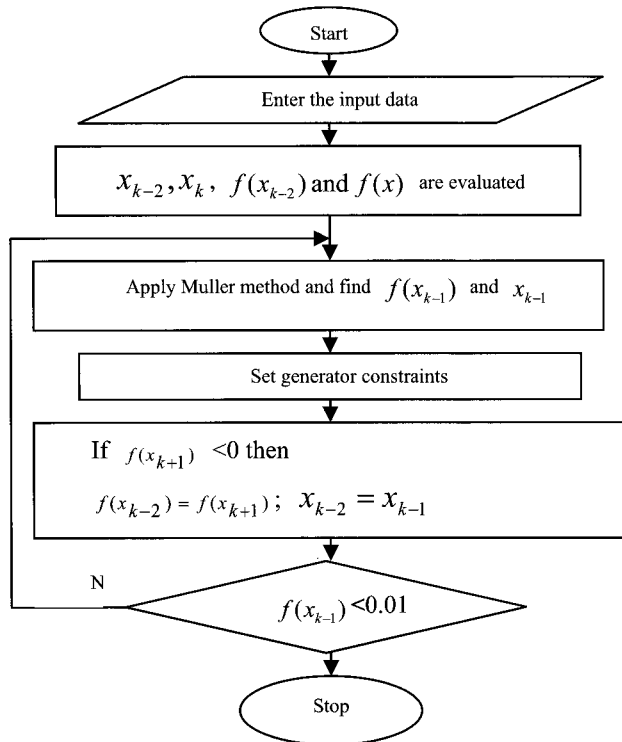 Start
Enter the input data
x_{k-2}, x_k, f(x_{k-2}) and f(x) are evaluated
Apply Muller method and find f(x_{k-1}) and x_{k-1}
Set generator constraints
If f(x_{k+1}) <0 then
f(x_{k-2}) = f(x_{k+1}); x_{k-2} = x_{k-1}
N
f(x_{k-1}) <0.01
Stop